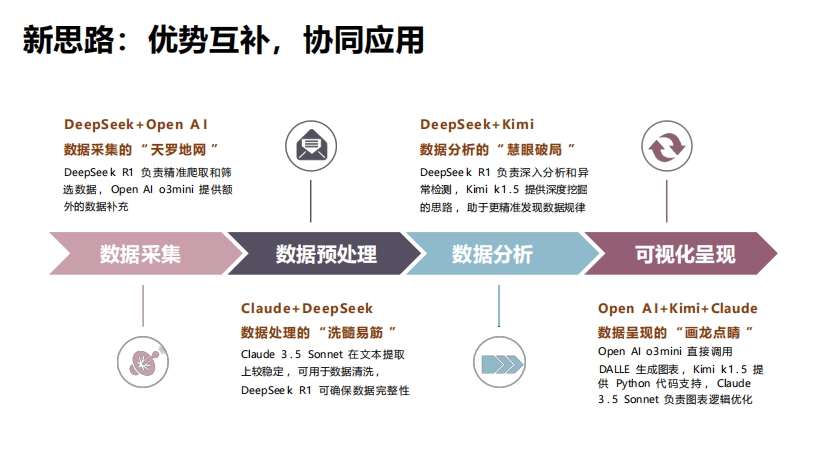 新思路：优势互补，协同应用
DeepSeek+Open AI
数据采集的“天罗地网”
DeepSeek R1 负责精准爬取和筛
选数据，Open AI o3mini 提供额
外的数据补充
DeepSeek+Kimi
数据分析的“慧眼破局”
DeepSeek R1 负责深入分析和异
常检测，Kimi k1.5 提供深度挖掘
的思路，助于更精准发现数据规律
数据采集
数据预处理
数据分析
可视化呈现
Claude+DeepSeek
数据处理的“洗髓易筋”
Claude 3.5 Sonnet 在文本提取
上较稳定，可用于数据清洗，
DeepSeek R1 可确保数据完整性
Open AI+Kimi+Claude
数据呈现的“画龙点睛”
Open AI o3mini 直接调用
DALLE 生成图表，Kimi k1.5 提
供 Python 代码支持，Claude
3.5 Sonnet 负责图表逻辑优化